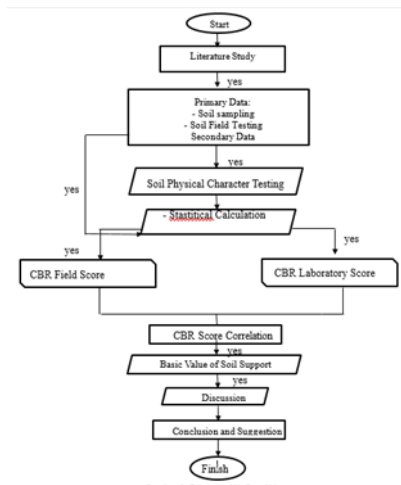 Start
Literature Study
yes
Primary Data:
- Soil sampling
- Soil Field Testing
Secondary Data
yes
Soil Physical Character Testing
yes
- Stastitical Calculation
yes
yes
CBR Field Score
CBR Laboratory Score
CBR Score Correlation
yes
Basic Value of Soil Support
yes
Discussion
Conclusion and Suggestion
Finish